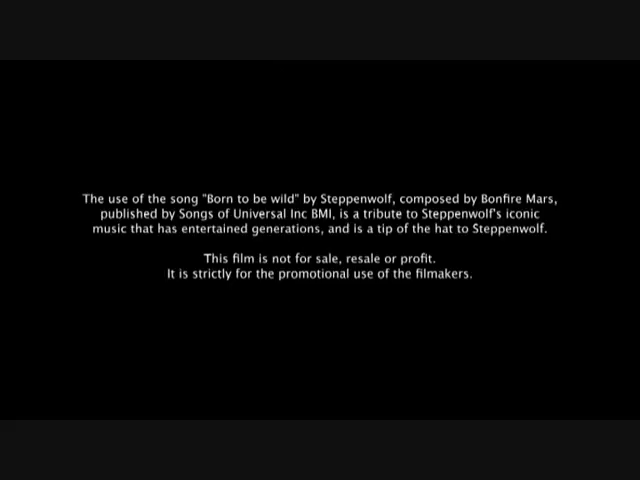 The use of the song "Born to be wild" by Steppenwolf, composed by Bonfire Mars,
published by Songs of Universal Inc BMI, is a tribute to Steppenwolf's iconic
music that has entertained generations, and is a tip of the hat to Steppenwolf.
This film is not for sale, resale or profit.
It is strictly for the promotional use of the filmakers.